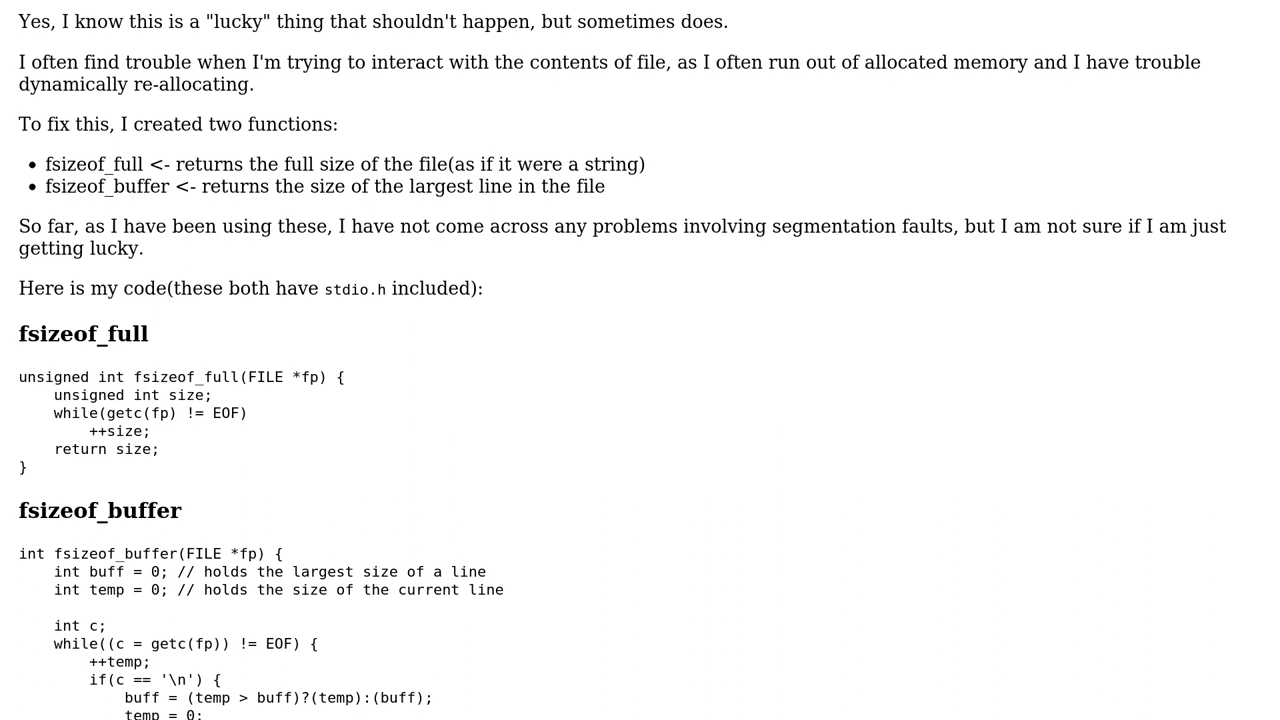 Yes, I know this is a "lucky" thing that shouldn't happen, but sometimes does.
I often find trouble when I'm trying to interact with the contents of file, as I often run out of allocated memory and I have trouble
dynamically re-allocating.
To fix this, I created two functions:
• fsizeof_full <- returns the full size of the file(as if it were a string)
• fsizeof_buffer <- returns the size of the largest line in the file
So far, as I have been using these, I have not come across any problems involving segmentation faults, but I am not sure if I am just
getting lucky.
Here is my code(these both have stdio.h included):
fsizeof_full
unsigned int fsizeof_full(FILE *fp) {
    unsigned int size;
    while(getc(fp) != EOF)
        ++size;
    return size;
}
fsizeof_buffer
int fsizeof_buffer(FILE *fp) {
    int buff = 0; // holds the largest size of a line
    int temp = 0; // holds the size of the current line
    int c;
    while((c = getc(fp)) != EOF) {
        ++temp;
        if(c == '\n') {
            buff = (temp > buff)?(temp):(buff);
            temp = 0;